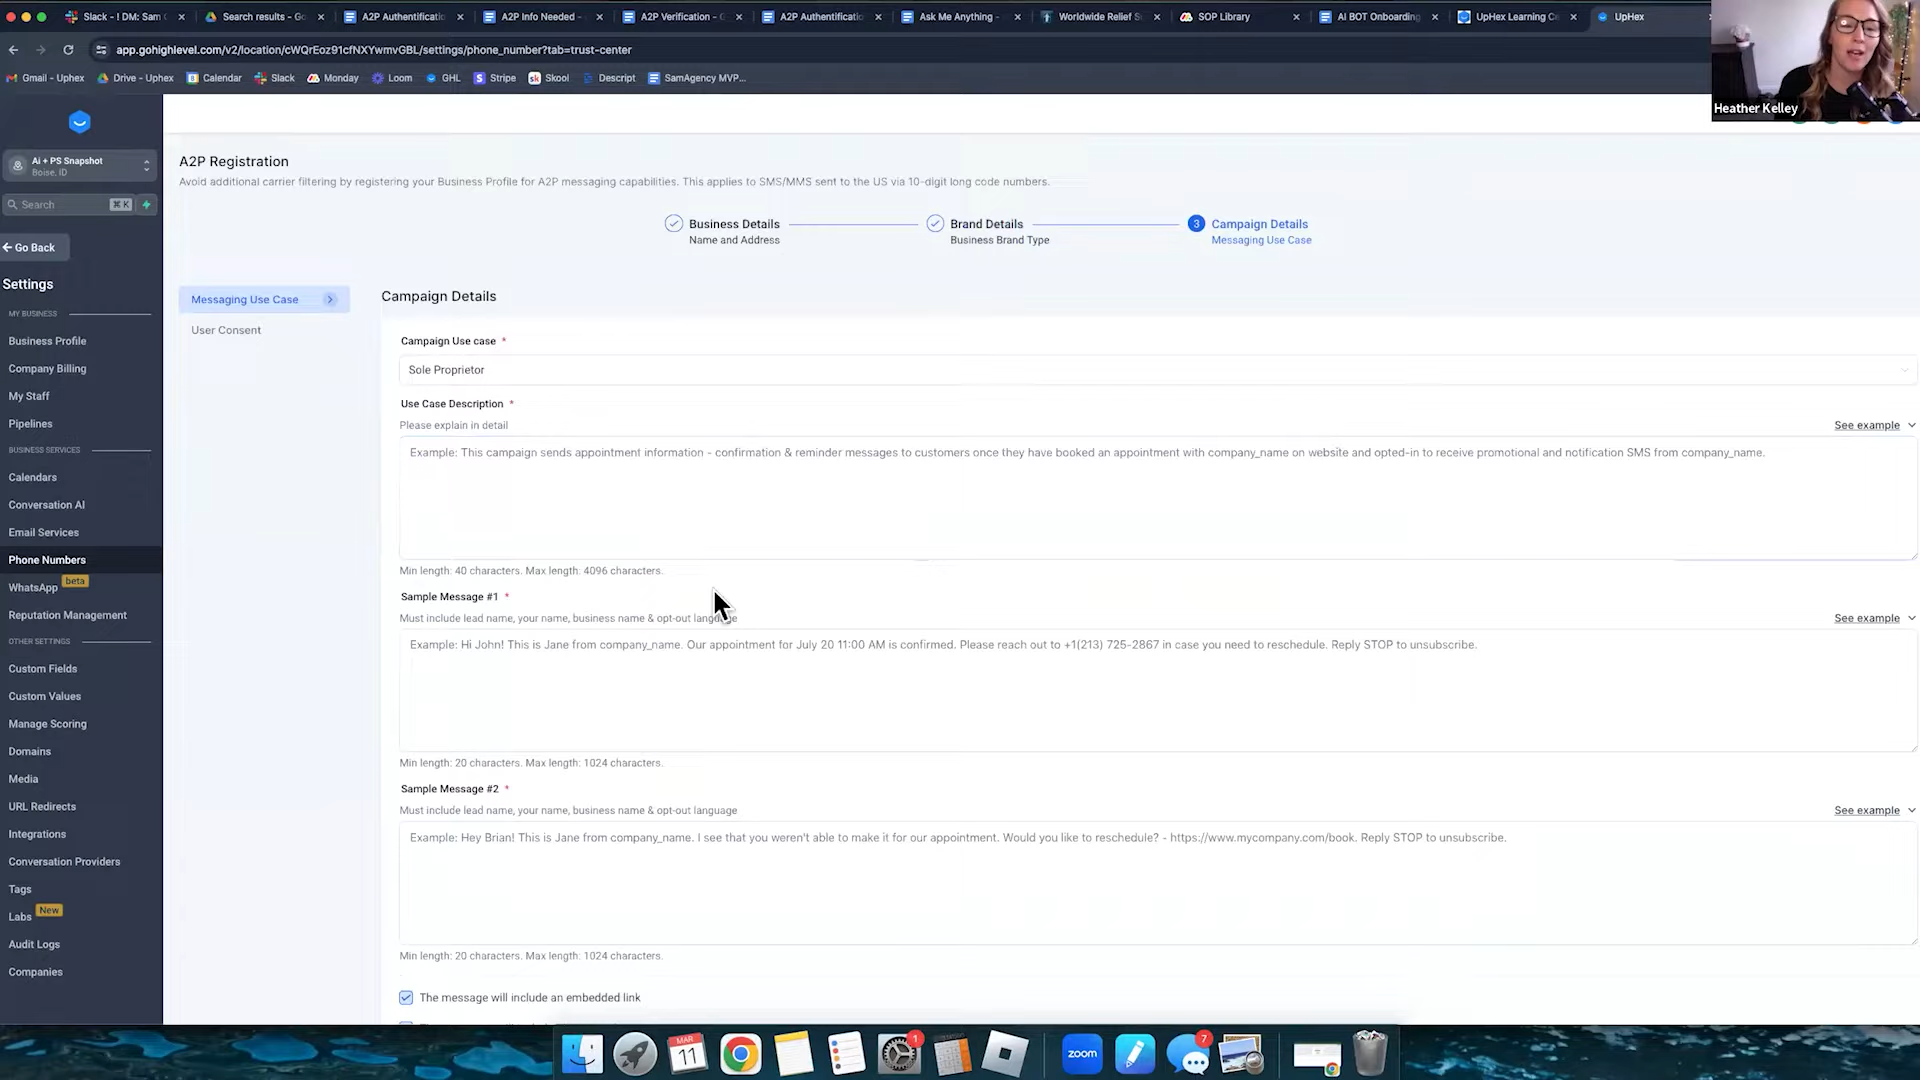 Slack - I DM: Sam
Search results - Go
A2P Authenticatio
A2P Info Needed -
A2P Verification - G
A2P Authenticatio
Ask Me Anything -
Worldwide Relief S
SOP Library
AI BOT Onboarding
UpHex Learning Ce
UpHex
app.gohighlevel.com/v2/location/cWQrEoz91cfNXYwmvGBL/settings/phone_number?tab=trust-center
Gmail - Uphex
Drive - Uphex
Calendar
Slack
Monday
Loom
GHL
Stripe
Skool
Descript
SamAgency MVP...
Heather Kelley
Ai + PS Snapshot
Boise, ID
Search
⌘ K
Go Back
Settings
MY BUSINESS
Business Profile
Company Billing
My Staff
Pipelines
BUSINESS SERVICES
Calendars
Conversation AI
Email Services
Phone Numbers
WhatsApp beta
Reputation Management
OTHER SETTINGS
Custom Fields
Custom Values
Manage Scoring
Domains
Media
URL Redirects
Integrations
Conversation Providers
Tags
Labs New
Audit Logs
Companies
A2P Registration
Avoid additional carrier filtering by registering your Business Profile for A2P messaging capabilities. This applies to SMS/MMS sent to the US via 10-digit long code numbers.
Business Details
Name and Address
Brand Details
Business Brand Type
3 Campaign Details
Messaging Use Case
Messaging Use Case
User Consent
Campaign Details
Campaign Use case *
Sole Proprietor
Use Case Description *
Please explain in detail
See example
Example: This campaign sends appointment information - confirmation & reminder messages to customers once they have booked an appointment with company_name on website and opted-in to receive promotional and notification SMS from company_name.
Min length: 40 characters. Max length: 4096 characters.
Sample Message #1 *
Must include lead name, your name, business name & opt-out language
See example
Example: Hi John! This is Jane from company_name. Our appointment for July 20 11:00 AM is confirmed. Please reach out to +1(213) 725-2867 in case you need to reschedule. Reply STOP to unsubscribe.
Min length: 20 characters. Max length: 1024 characters.
Sample Message #2 *
Must include lead name, your name, business name & opt-out language
See example
Example: Hey Brian! This is Jane from company_name. I see that you weren't able to make it for our appointment. Would you like to reschedule? - https://www.mycompany.com/book. Reply STOP to unsubscribe.
Min length: 20 characters. Max length: 1024 characters.
The message will include an embedded link
MAR
11
1
zoom
7